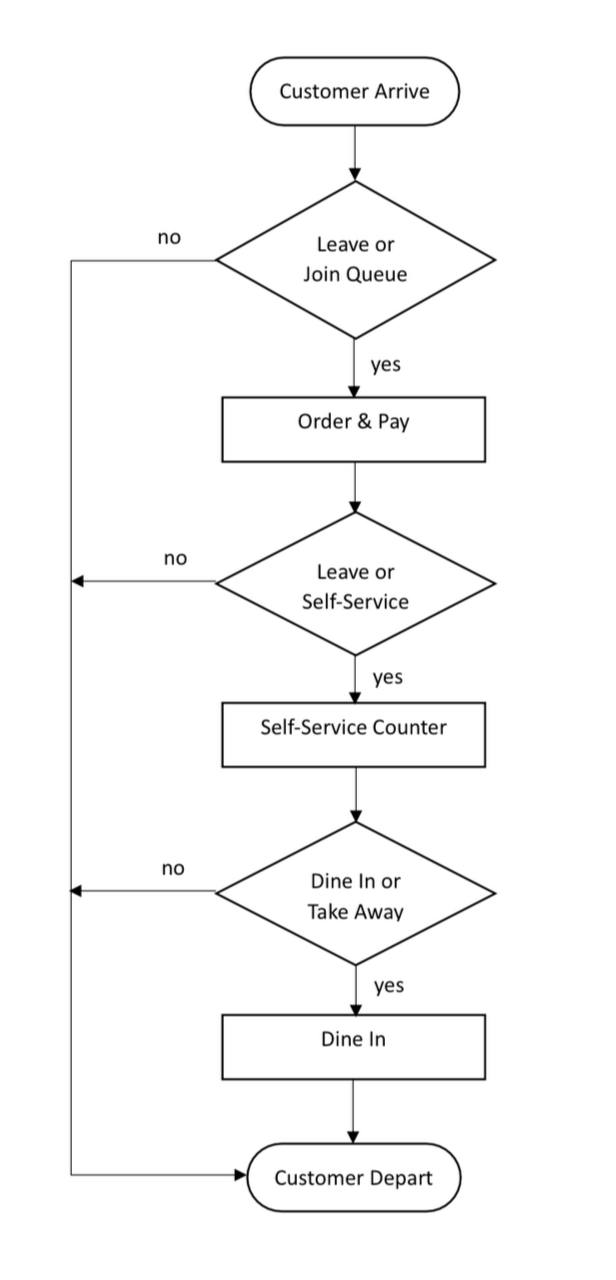 Customer Arrive
no
Leave or
Join Queue
yes
Order & Pay
no
Leave or
Self-Service
yes
Self-Service Counter
no
Dine In or
Take Away
yes
Dine In
Customer Depart